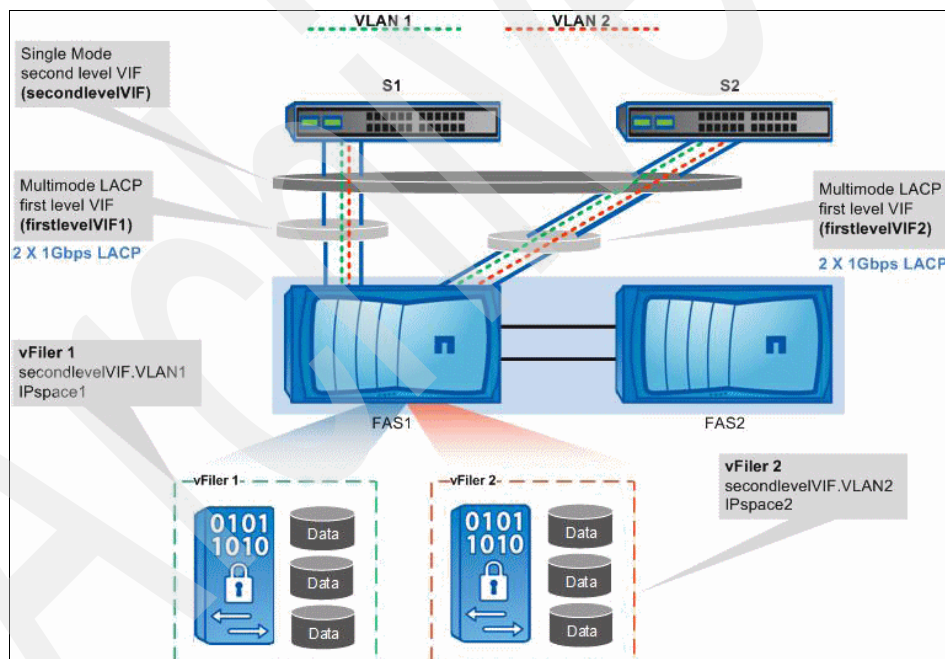 VLAN 1
VLAN 2
Single Mode
second level VIF
(secondlevelVIF)
S1
S2
Multimode LACP
first level VIF
(firstlevelVIF1)
2 X 1Gbps LACP
Multimode LACP
first level VIF
(firstlevelVIF2)
2 X 1Gbps LACP
vFiler 1
secondlevelVIF.VLAN1
IPspace1
FAS1
FAS2
vFiler 1
0101
1010
Data
Data
Data
vFiler 2
0101
1010
Data
Data
Data
vFiler 2
secondlevelVIF.VLAN2
IPspace2